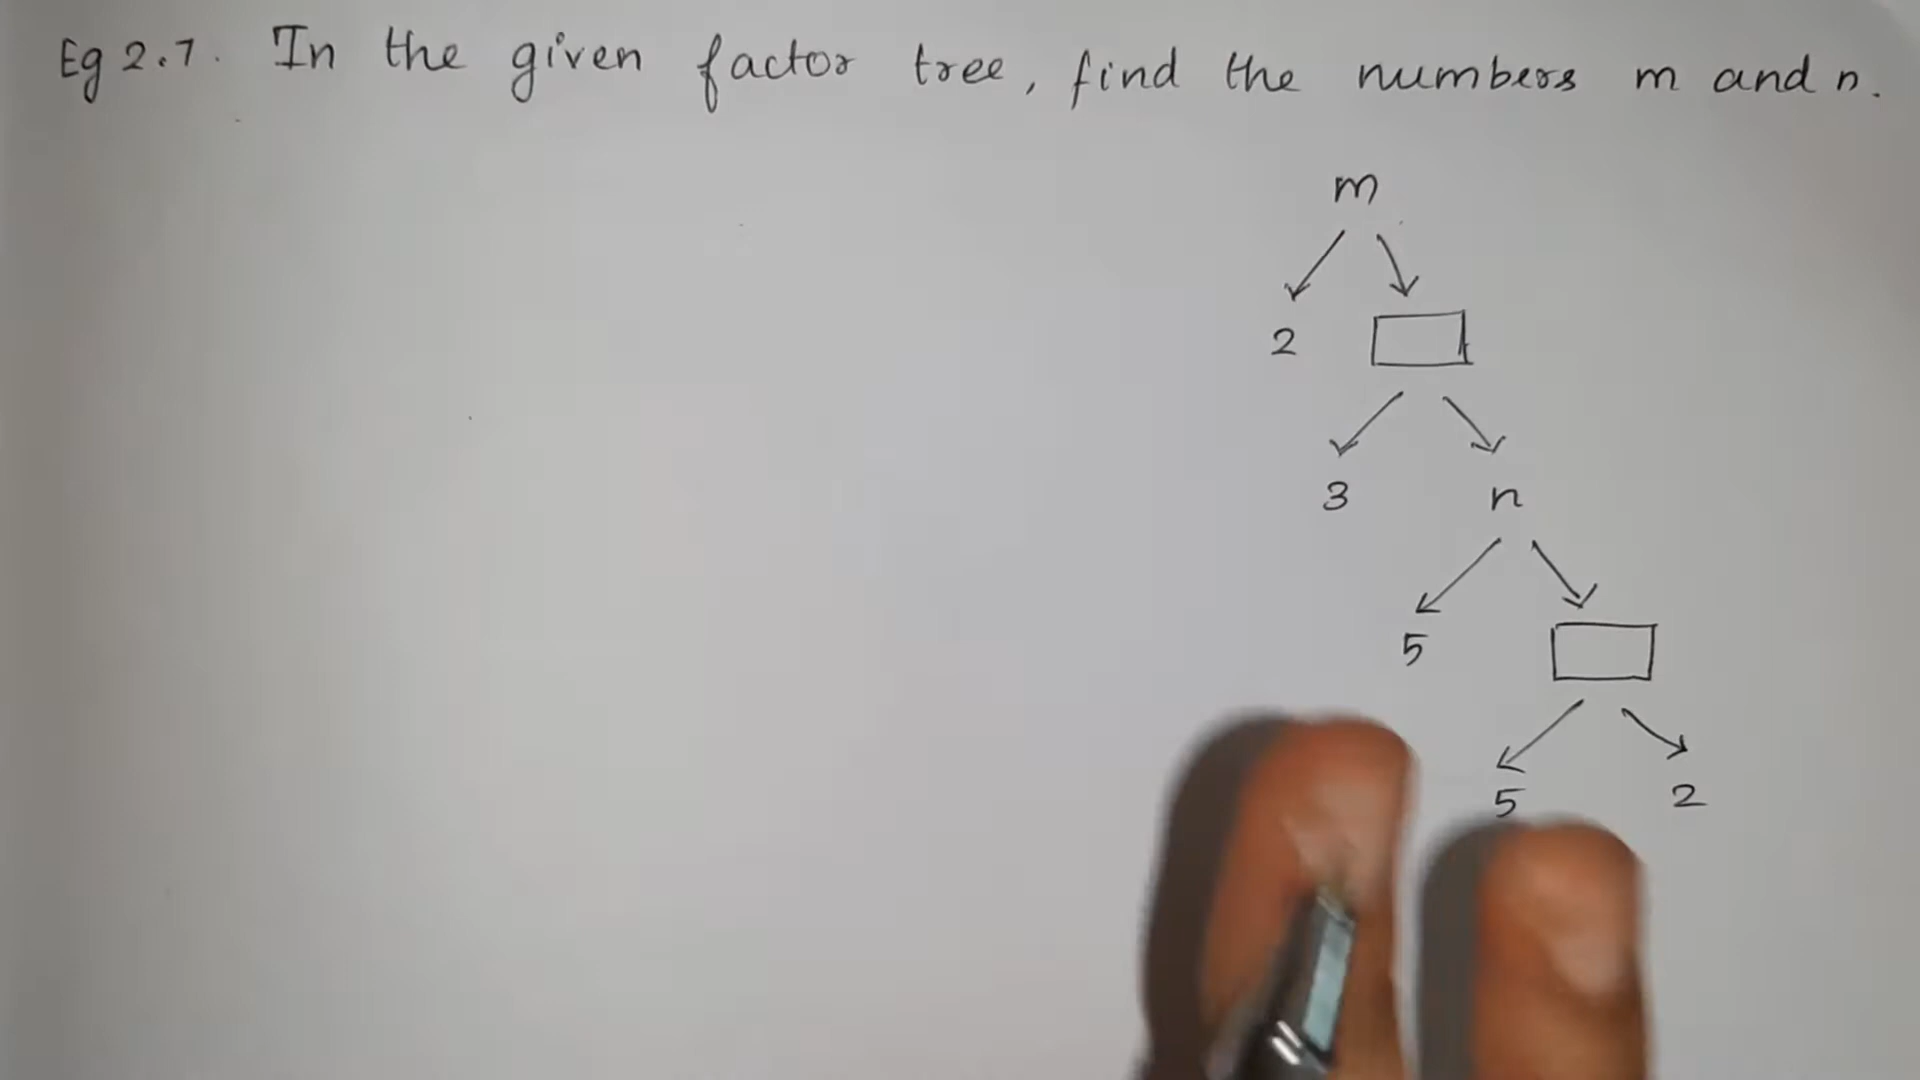 Eg 2.7. In the given factor tree, find the numbers m and n.
m
2
3 n
5
5 2